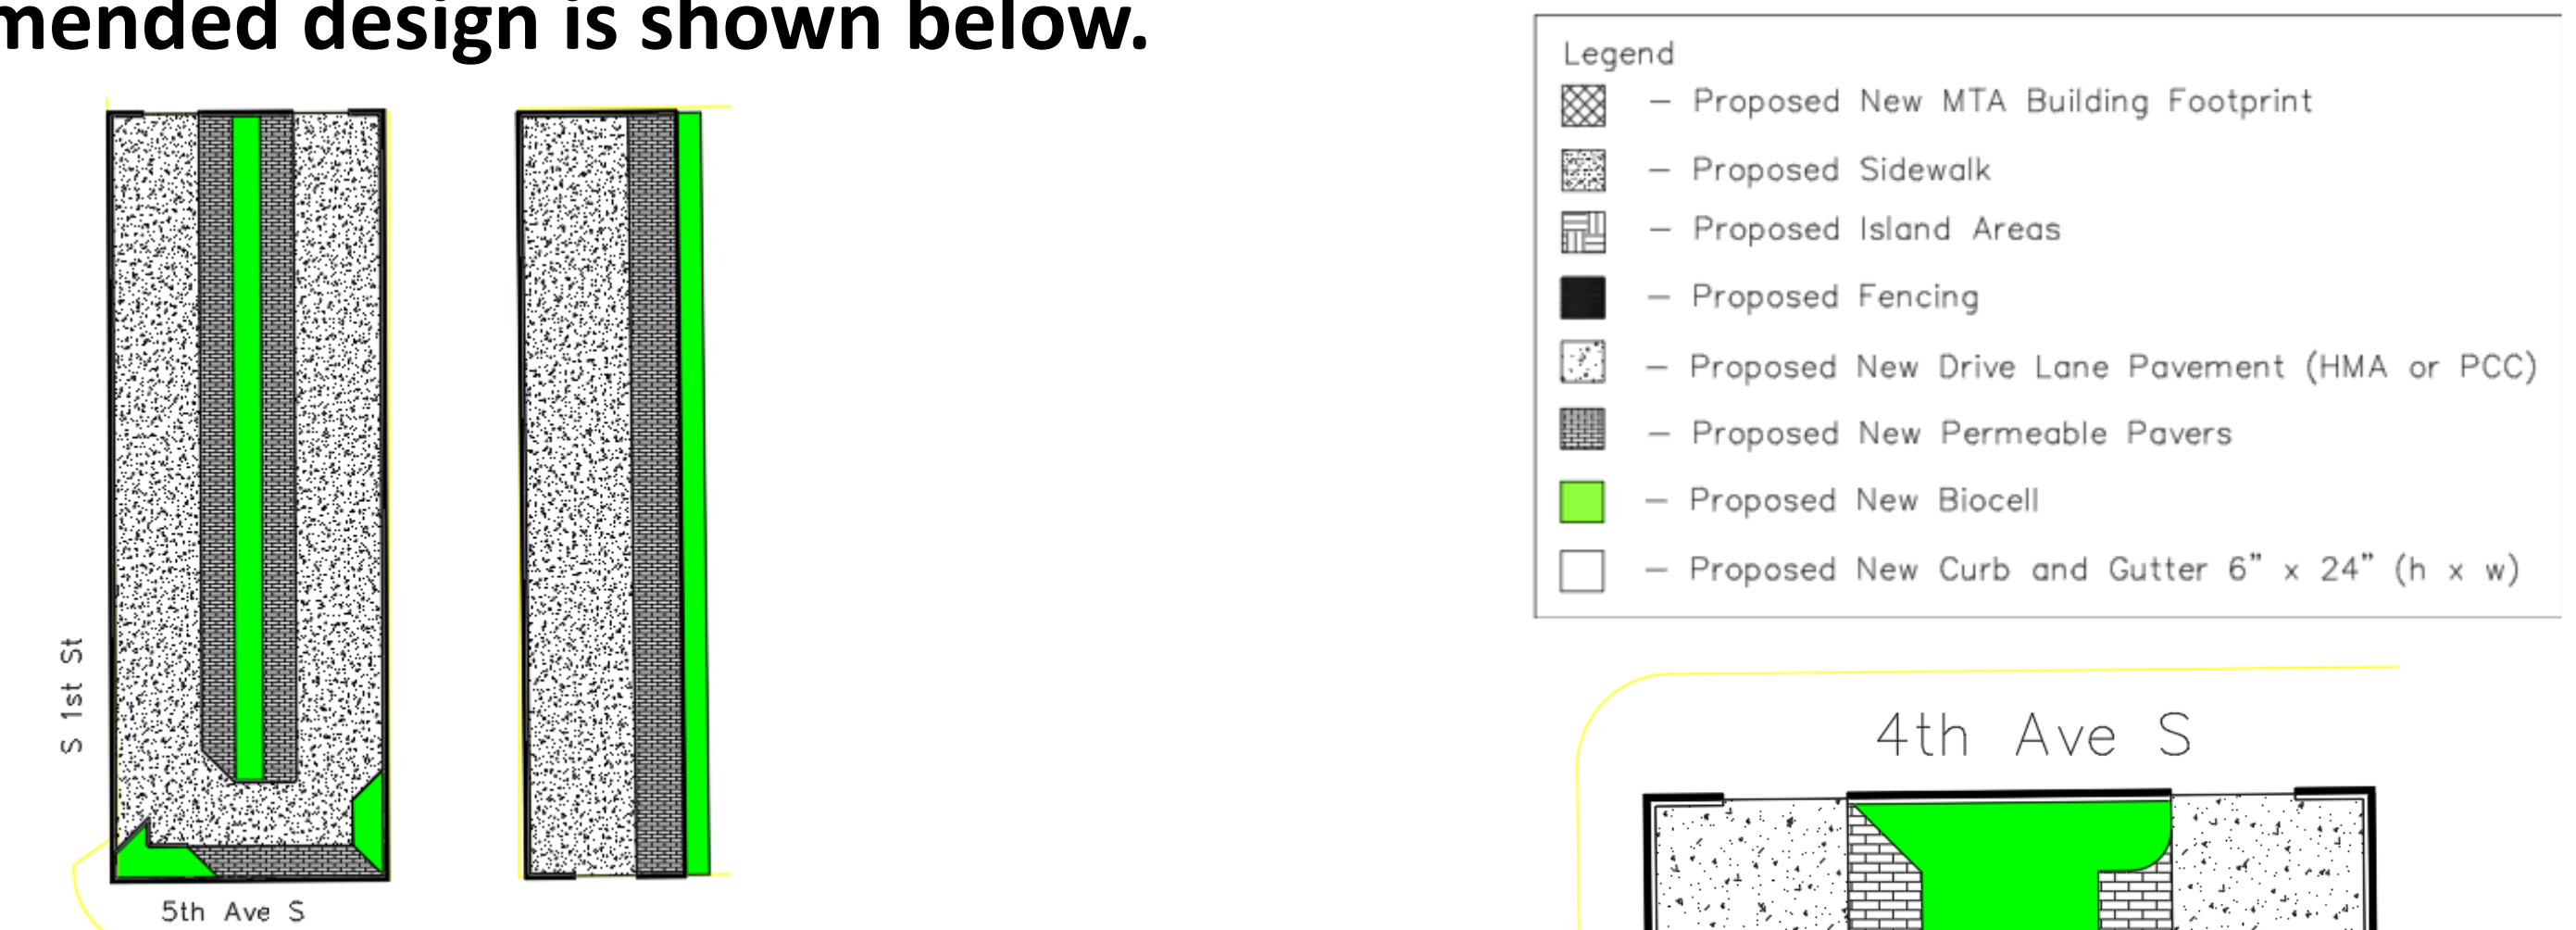 mended design is shown below.
Legend
– Proposed New MTA Building Footprint
– Proposed Sidewalk
– Proposed Island Areas
– Proposed Fencing
– Proposed New Drive Lane Pavement (HMA or PCC)
– Proposed New Permeable Pavers
– Proposed New Biocell
– Proposed New Curb and Gutter 6" x 24" (h x w)
S 1st St
5th Ave S
4th Ave S